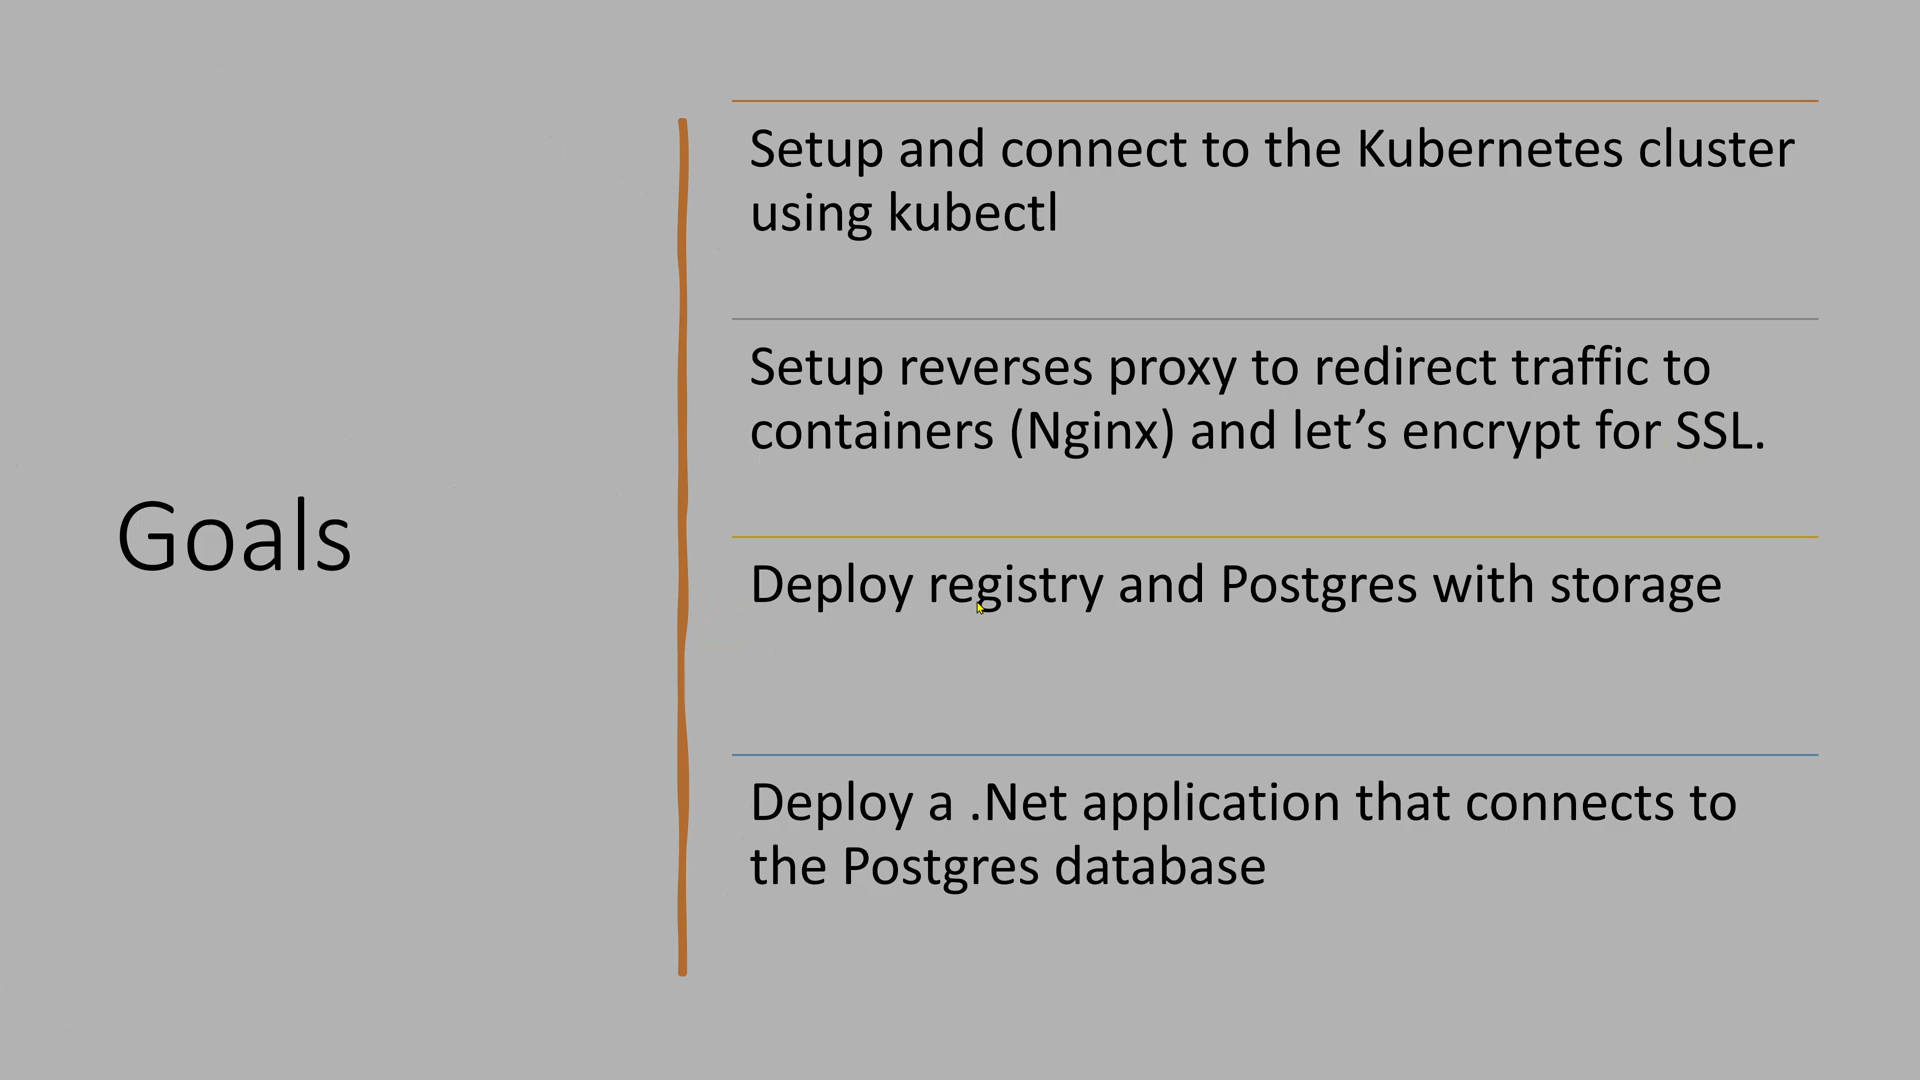 Goals
Setup and connect to the Kubernetes cluster
using kubectl
Setup reverses proxy to redirect traffic to
containers (Nginx) and let’s encrypt for SSL.
Deploy registry and Postgres with storage
Deploy a .Net application that connects to
the Postgres database